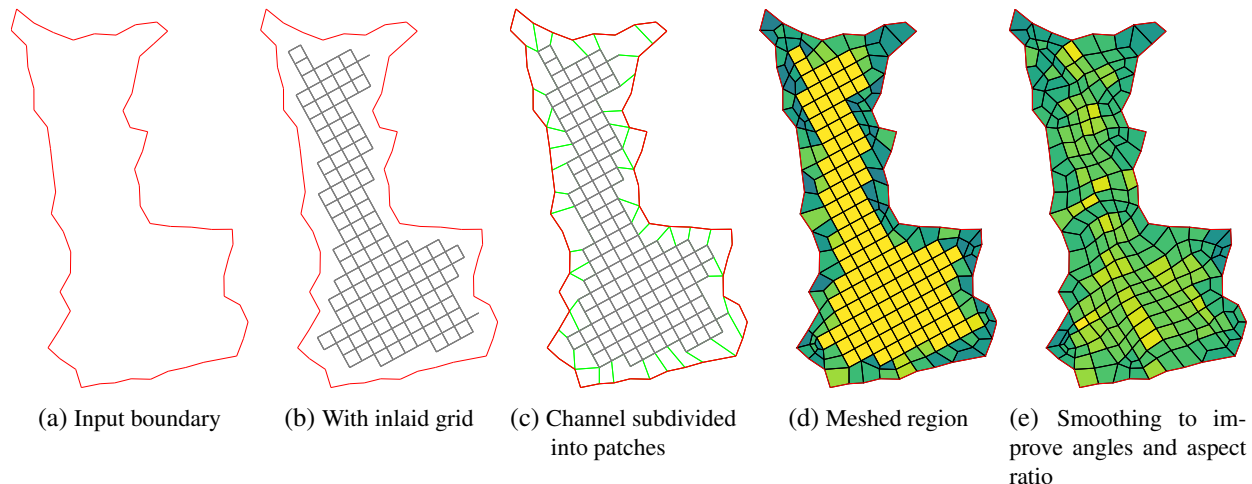 (a) Input boundary
(b) With inlaid grid
(c) Channel subdivided
into patches
(d) Meshed region
(e) Smoothing to im-
prove angles and aspect
ratio